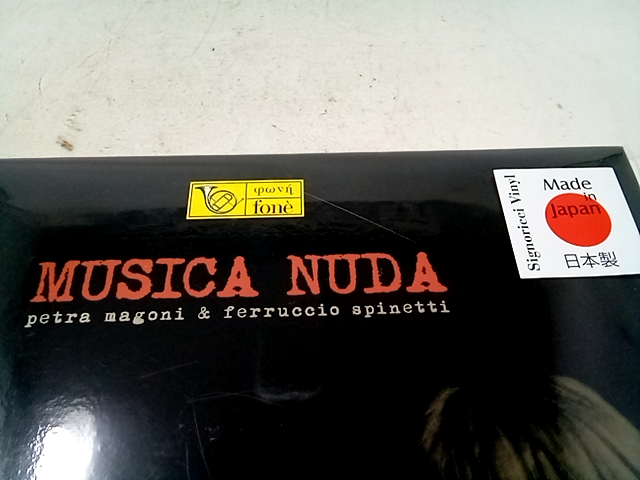 φωνή
fonè
MUSICA NUDA
petra magoni & ferruccio spinetti
Signoricci Vinyl
Made
in
Japan
日本製